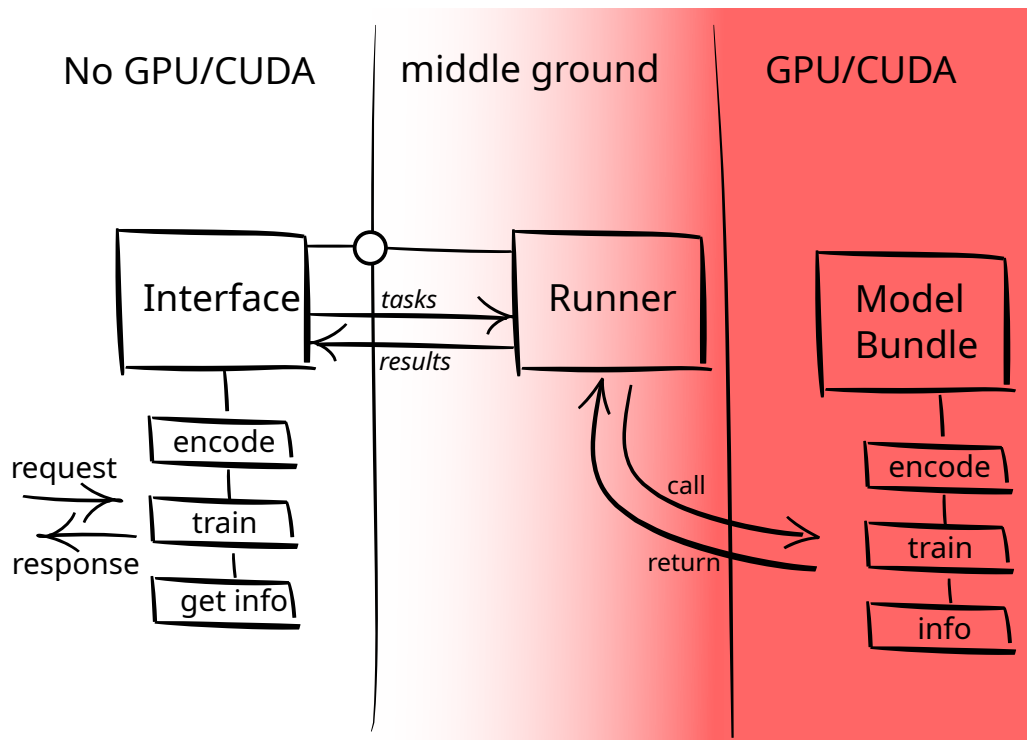 No GPU/CUDA
middle ground
GPU/CUDA
Interface
tasks
results
Runner
Model
Bundle
encode
train
get info
request
response
call
return
encode
train
info